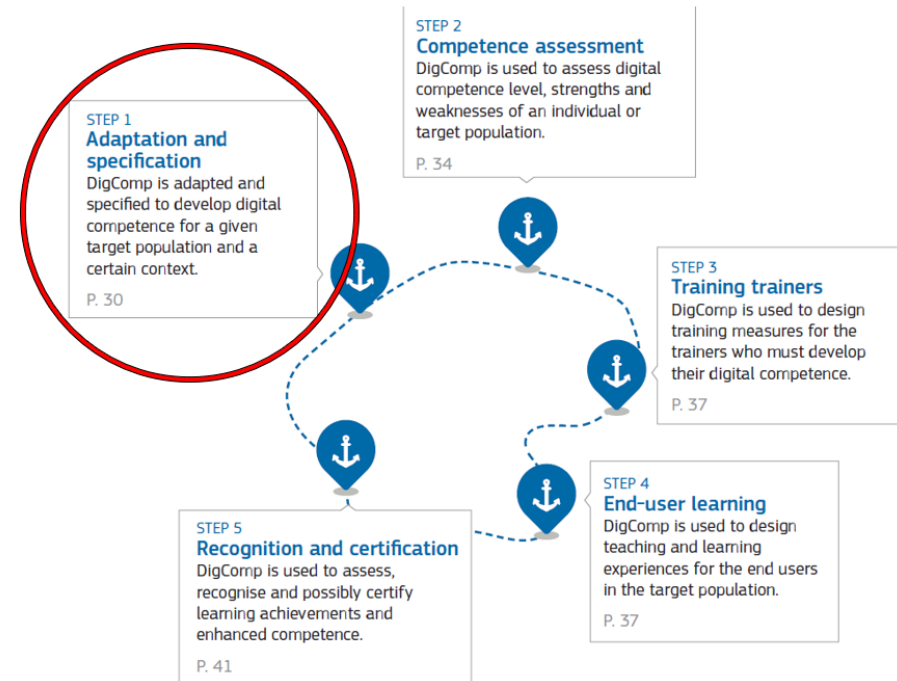 STEP 1
Adaptation and
specification
DigComp is adapted and
specified to develop digital
competence for a given
target population and a
certain context.
P. 30
STEP 2
Competence assessment
DigComp is used to assess digital
competence level, strengths and
weaknesses of an individual or
target population.
P. 34
STEP 3
Training trainers
DigComp is used to design
training measures for the
trainers who must develop
their digital competence.
P. 37
STEP 4
End-user learning
DigComp is used to design
teaching and learning
experiences for the end users
in the target population.
P. 37
STEP 5
Recognition and certification
DigComp is used to assess,
recognise and possibly certify
learning achievements and
enhanced competence.
P. 41